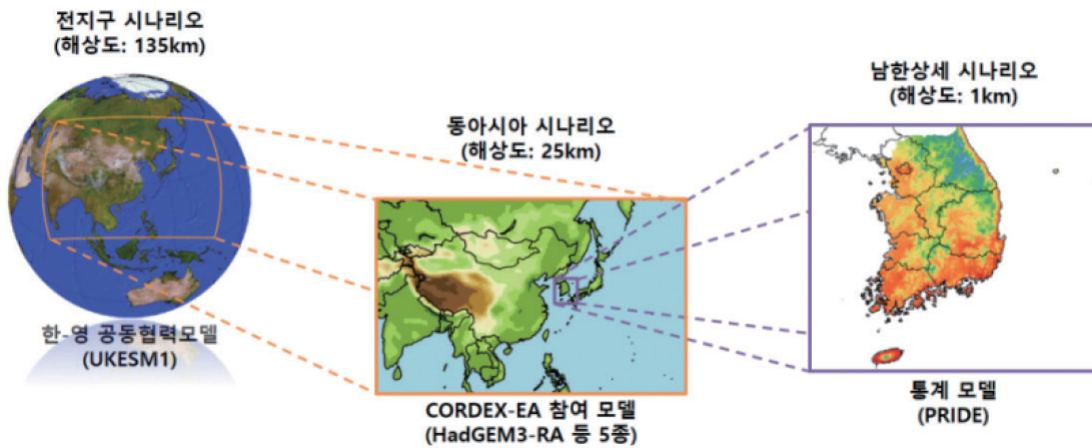 전지구 시나리오
(해상도: 135km)
한-영 공동협력모델
(UKESM1)
동아시아 시나리오
(해상도: 25km)
CORDEX-EA 참여 모델
(HadGEM3-RA 등 5종)
남한상세 시나리오
(해상도: 1km)
통계 모델
(PRIDE)